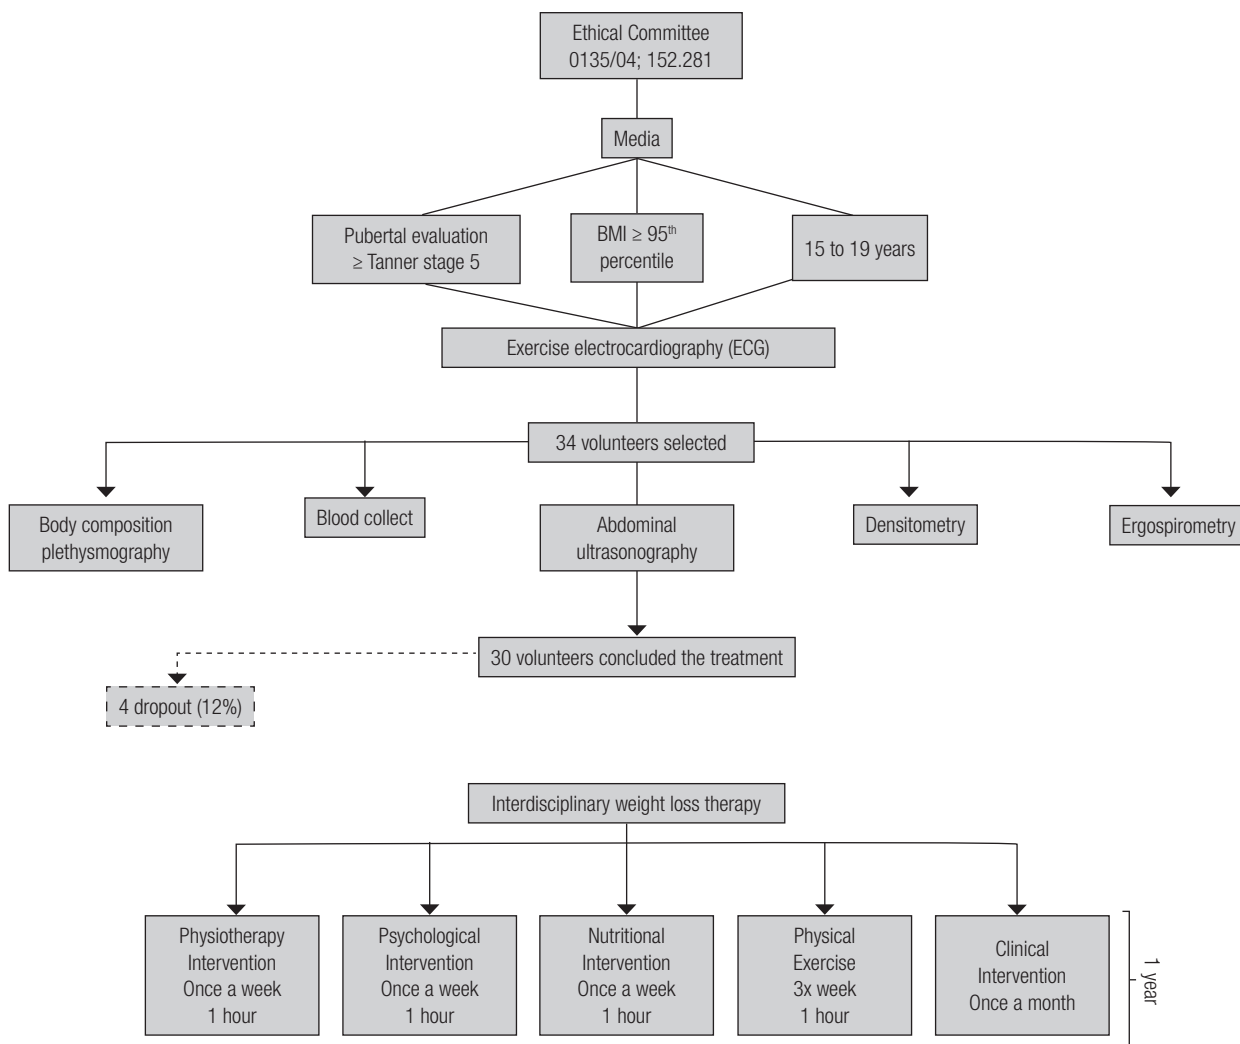 Ethical Committee
0135/04; 152.281
Media
Pubertal evaluation
≥ Tanner stage 5
BMI ≥ 95th
percentile
15 to 19 years
Exercise electrocardiography (ECG)
34 volunteers selected
Body composition
plethysmography
Blood collect
Abdominal
ultrasonography
Densitometry
Ergospirometry
30 volunteers concluded the treatment
4 dropout (12%)
Interdisciplinary weight loss therapy
Physiotherapy
Intervention
Once a week
1 hour
Psychological
Intervention
Once a week
1 hour
Nutritional
Intervention
Once a week
1 hour
Physical
Exercise
3x week
1 hour
Clinical
Intervention
Once a month
1 year